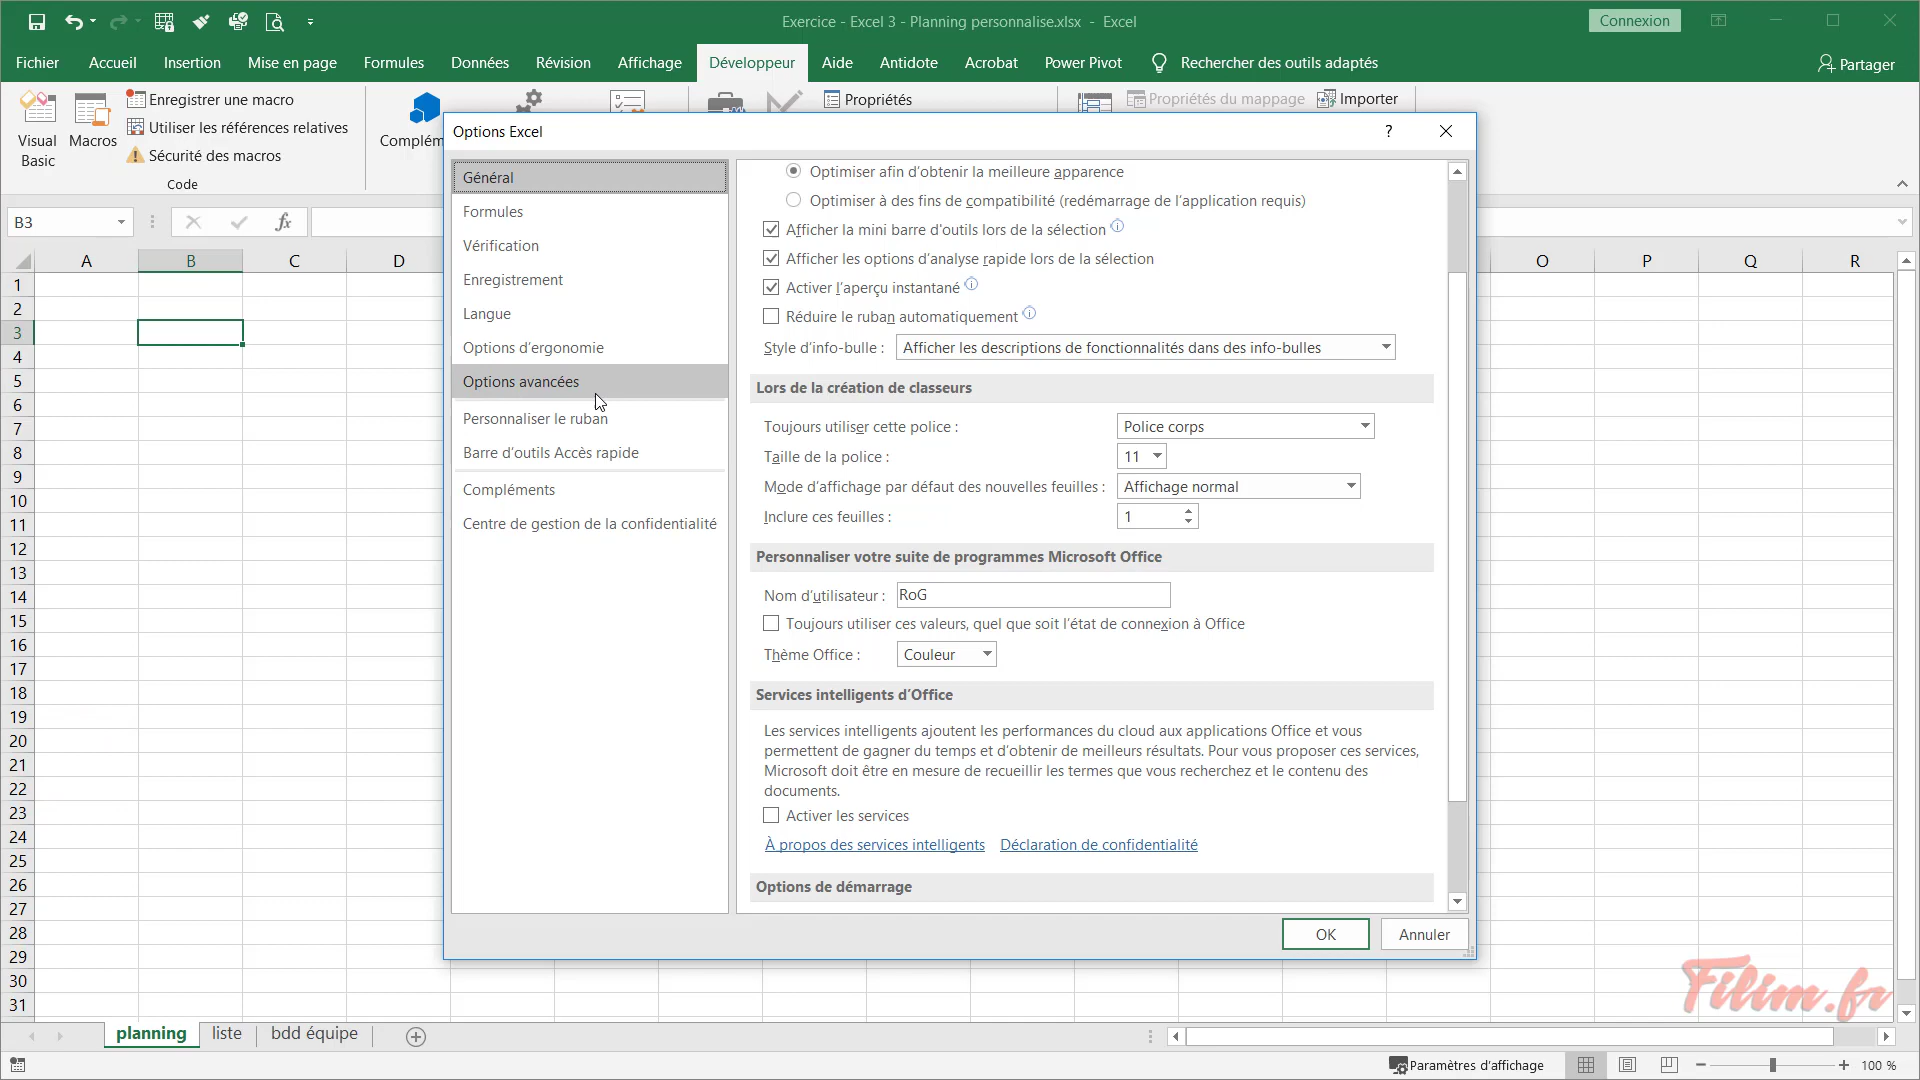 Exercice - Excel 3 - Planning personnalise.xlsx - Excel
Connexion
Fichier Accueil Insertion Mise en page Formules Données Révision Affichage Développeur Aide Antidote Acrobat Power Pivot Rechercher des outils adaptés Partager
Visual Basic
Macros
Enregistrer une macro
Utiliser les références relatives
Sécurité des macros
Code
Complém
Propriétés
Propriétés du mappage
Importer
B3
fx
A B C D O P Q R
1
2
3
4
5
6
7
8
9
10
11
12
13
14
15
16
17
18
19
20
21
22
23
24
25
26
27
28
29
30
31
Options Excel
?
Général
Formules
Vérification
Enregistrement
Langue
Options d'ergonomie
Options avancées
Personnaliser le ruban
Barre d'outils Accès rapide
Compléments
Centre de gestion de la confidentialité
Optimiser afin d'obtenir la meilleure apparence
Optimiser à des fins de compatibilité (redémarrage de l'application requis)
Afficher la mini barre d'outils lors de la sélection
Afficher les options d'analyse rapide lors de la sélection
Activer l'aperçu instantané
Réduire le ruban automatiquement
Style d'info-bulle : Afficher les descriptions de fonctionnalités dans des info-bulles
Lors de la création de classeurs
Toujours utiliser cette police : Police corps
Taille de la police : 11
Mode d'affichage par défaut des nouvelles feuilles : Affichage normal
Inclure ces feuilles : 1
Personnaliser votre suite de programmes Microsoft Office
Nom d'utilisateur : RoG
Toujours utiliser ces valeurs, quel que soit l'état de connexion à Office
Thème Office : Couleur
Services intelligents d'Office
Les services intelligents ajoutent les performances du cloud aux applications Office et vous
permettent de gagner du temps et d'obtenir de meilleurs résultats. Pour vous proposer ces services,
Microsoft doit être en mesure de recueillir les termes que vous recherchez et le contenu des
documents.
Activer les services
À propos des services intelligents Déclaration de confidentialité
Options de démarrage
OK Annuler
Filim.fr
planning liste bdd équipe
Paramètres d'affichage 100 %